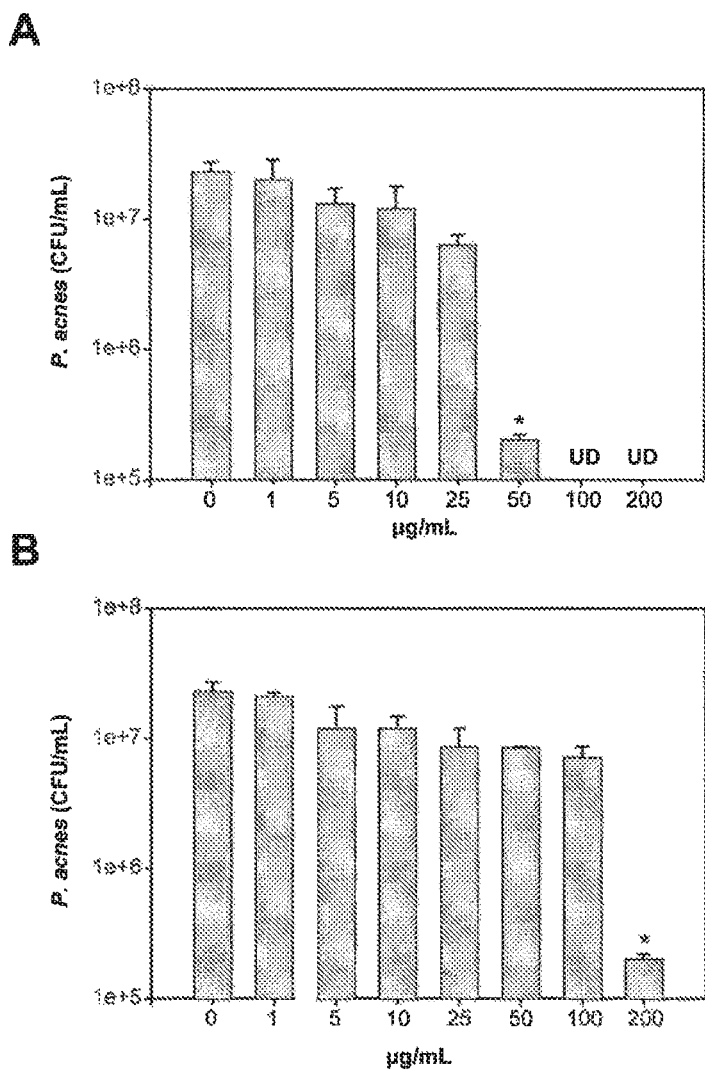 A
1e+8
1e+7
1e+6
1e+5
P. acnes (CFU/mL)
*
UD UD
0 1 5 10 25 50 100 200
µg/mL
B
1e+8
1e+7
1e+6
1e+5
P. acnes (CFU/mL)
*
0 1 5 10 25 50 100 200
µg/mL